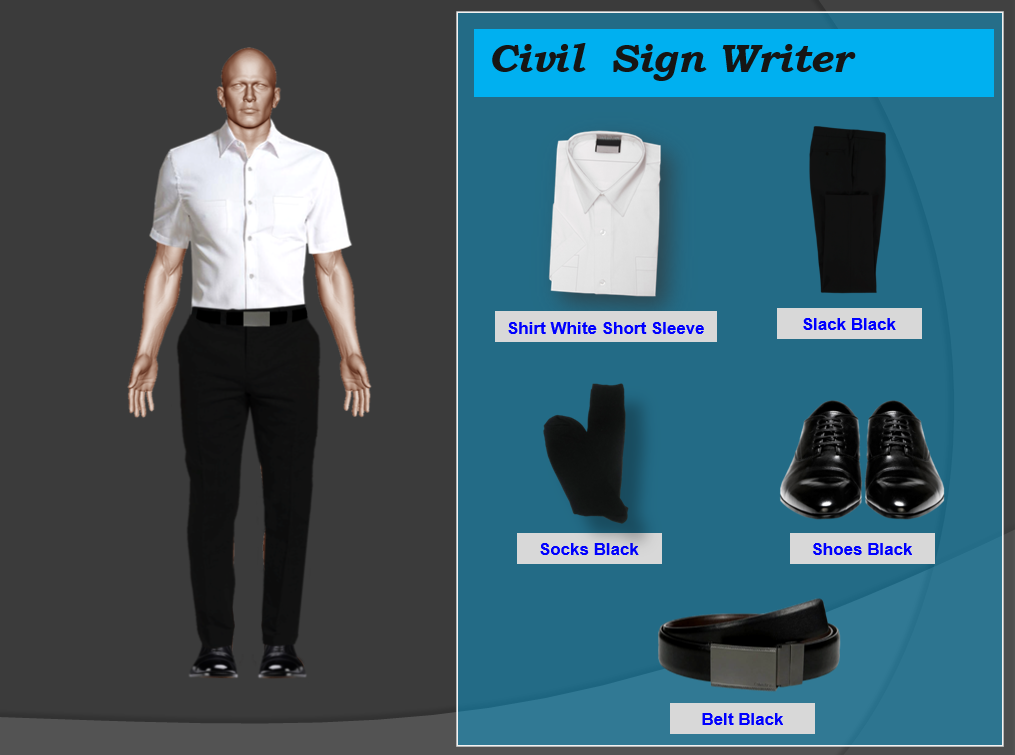 Civil Sign Writer
Shirt White Short Sleeve
Slack Black
Socks Black
Shoes Black
Belt Black